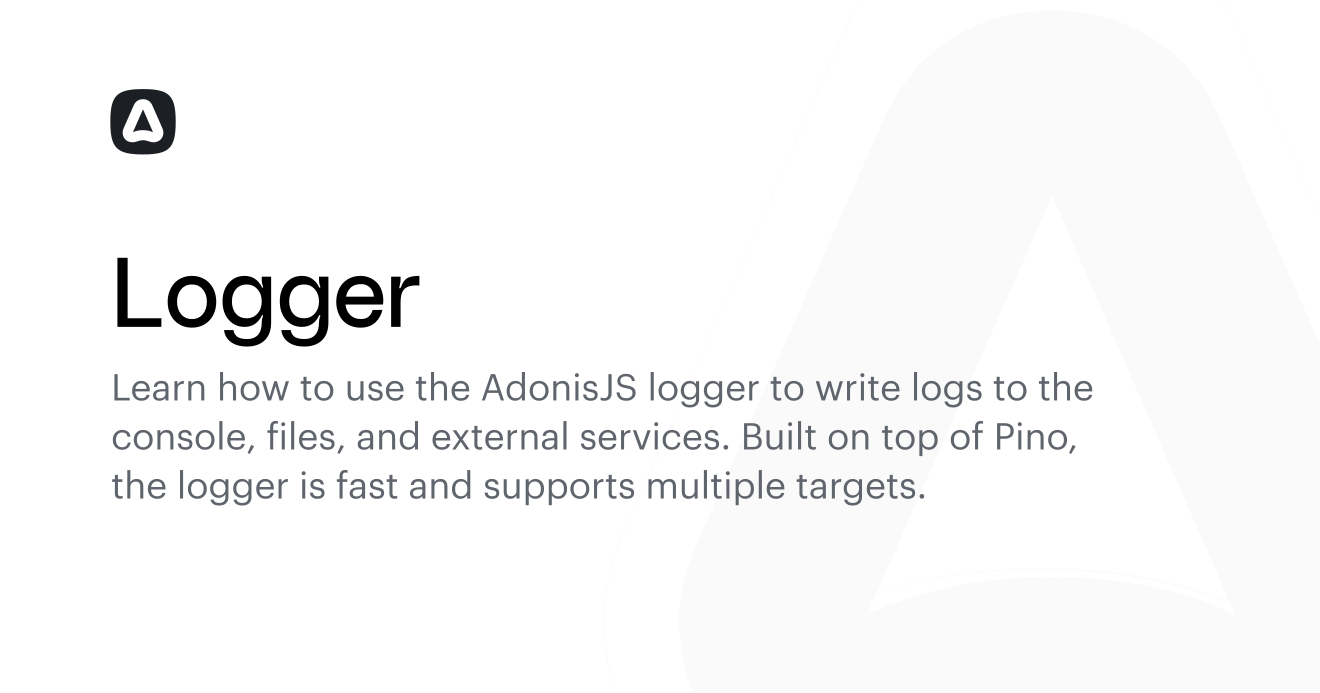 Logger
Learn how to use the AdonisJS logger to write logs to the
console, files, and external services. Built on top of Pino,
the logger is fast and supports multiple targets.